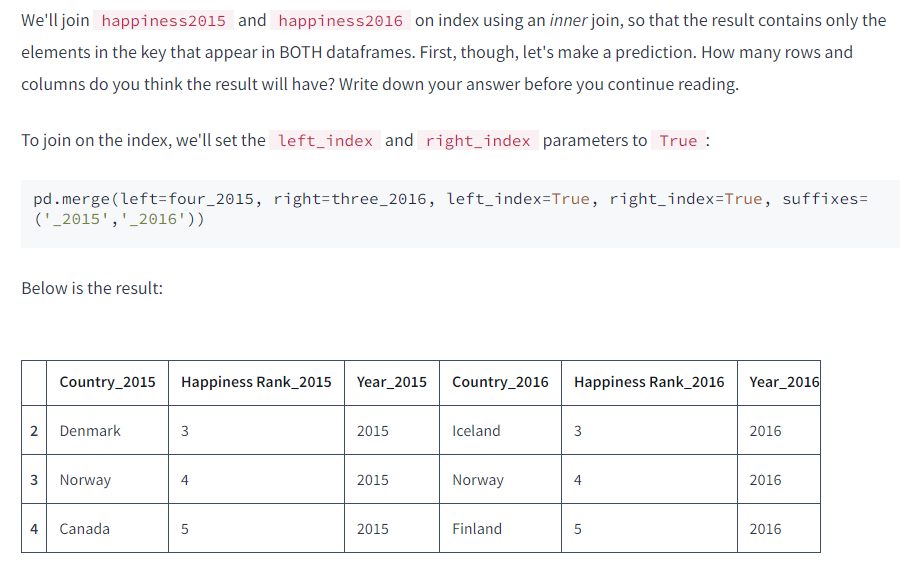 We'll join happiness2015 and happiness2016 on index using an inner join, so that the result contains only the
elements in the key that appear in BOTH dataframes. First, though, let's make a prediction. How many rows and
columns do you think the result will have? Write down your answer before you continue reading.
To join on the index, we'll set the left_index and right_index parameters to True :
pd.merge(left=four_2015, right=three_2016, left_index=True, right_index=True, suffixes=
('_2015','_2016'))
Below is the result:
Country_2015 Happiness Rank_2015 Year_2015 Country_2016 Happiness Rank_2016 Year_2016
2 Denmark 3 2015 Iceland 3 2016
3 Norway 4 2015 Norway 4 2016
4 Canada 5 2015 Finland 5 2016